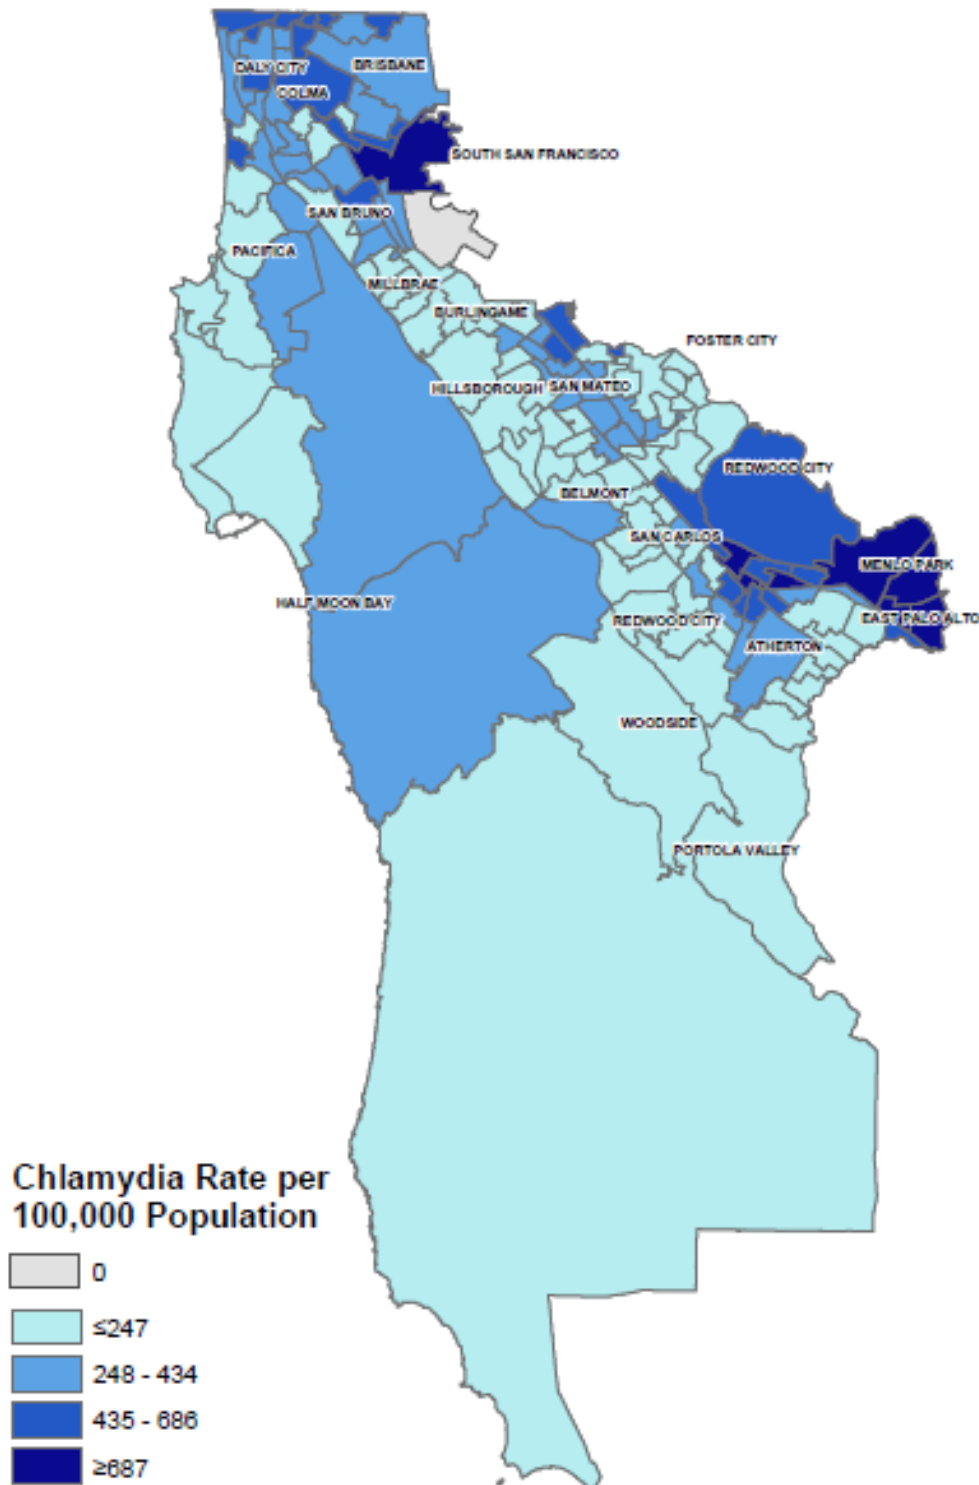 DALY CITY
BRISBANE
COLMA
SOUTH SAN FRANCISCO
SAN BRUNO
PACIFICA
MILLBRAE
BURLINGAME
FOSTER CITY
HILLSBOROUGH
SAN MATEO
REDWOOD CITY
BELMONT
SAN CARLOS
MENLO PARK
HALF MOON BAY
REDWOOD CITY
EAST PALO ALTO
ATHERTON
WOODSIDE
PORTOLA VALLEY
Chlamydia Rate per
100,000 Population
0
≤247
248 - 434
435 - 686
≥687